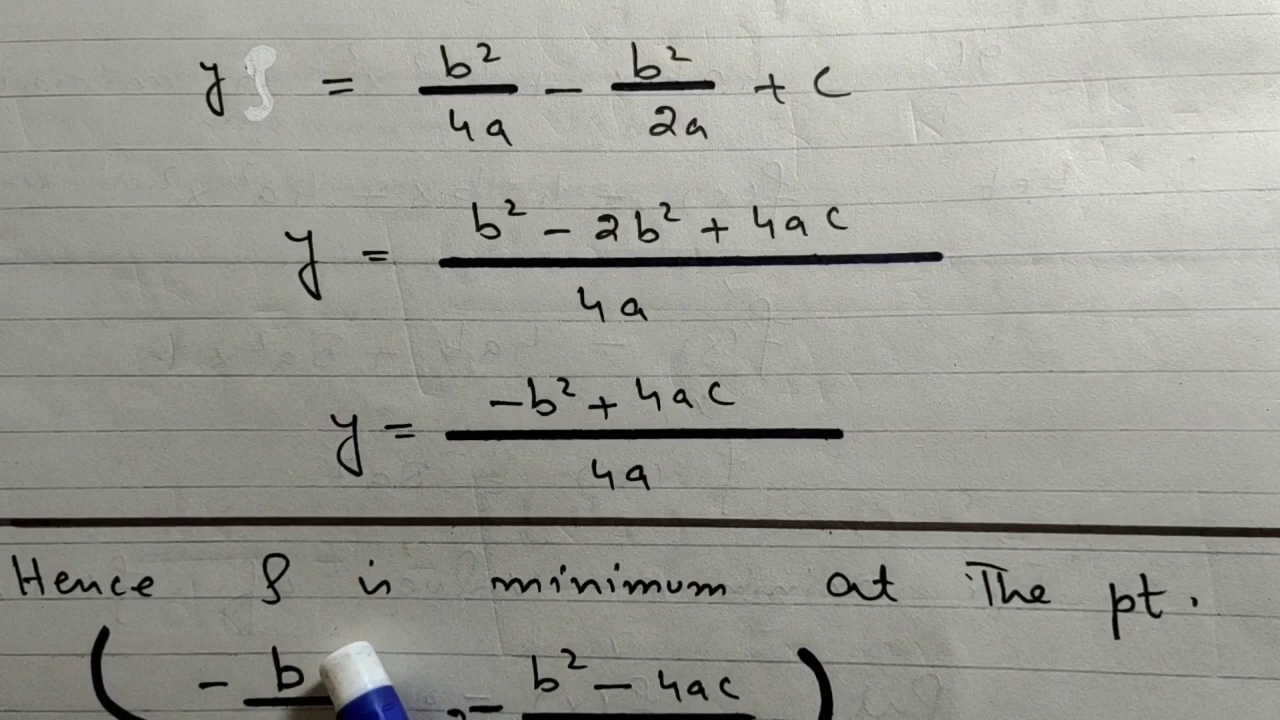 y = b²/4a - b²/2a + c
y = b² - 2b² + 4ac / 4a
y = -b² + 4ac / 4a
Hence ρ is minimum at The pt.
( - b , - b² - 4ac )